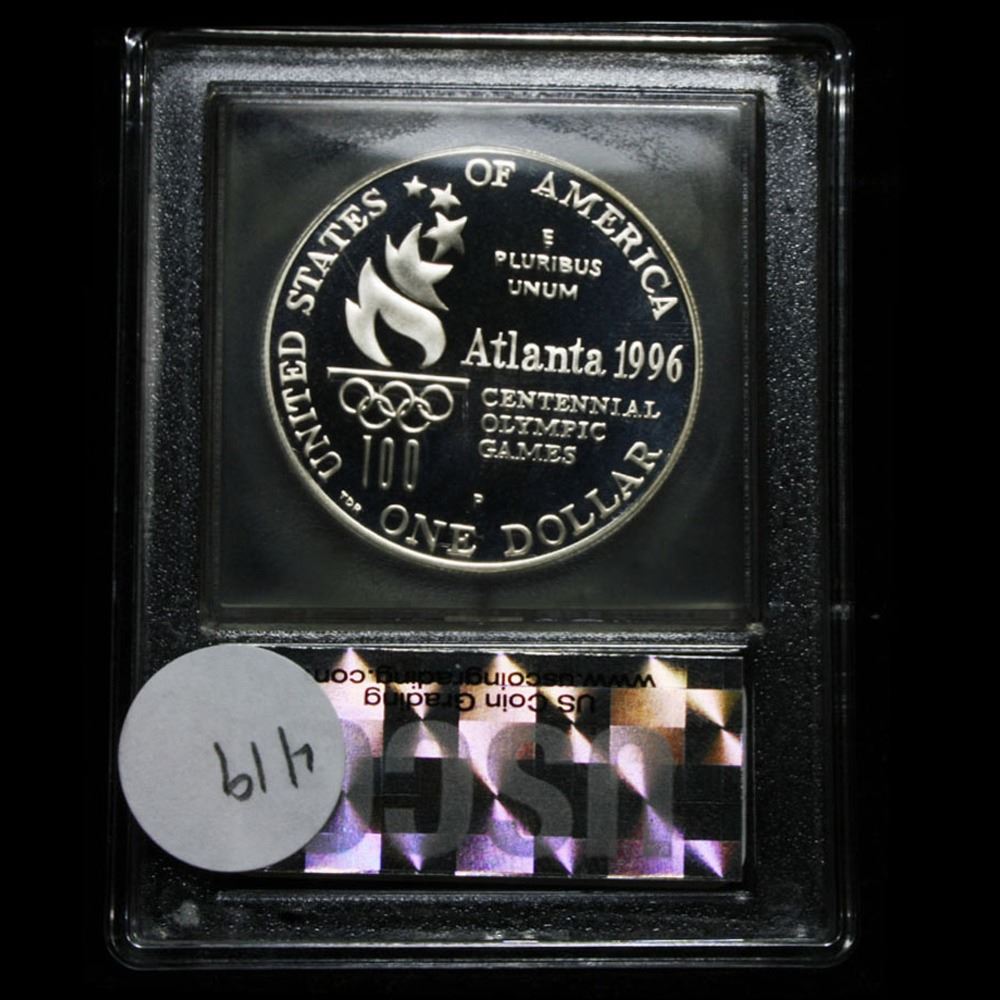 UNITED STATES OF AMERICA
E
PLURIBUS
UNUM
Atlanta 1996
CENTENNIAL
OLYMPIC
GAMES
100
P
TDR
ONE DOLLAR
USCG
US Coin Grading
www.uscoingrading.com
419